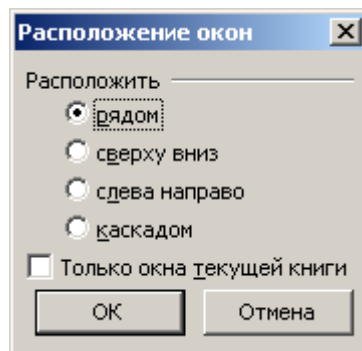 Расположение окон
Расположить
рядом
сверху вниз
слева направо
каскадом
Только окна текущей книги
ОК
Отмена